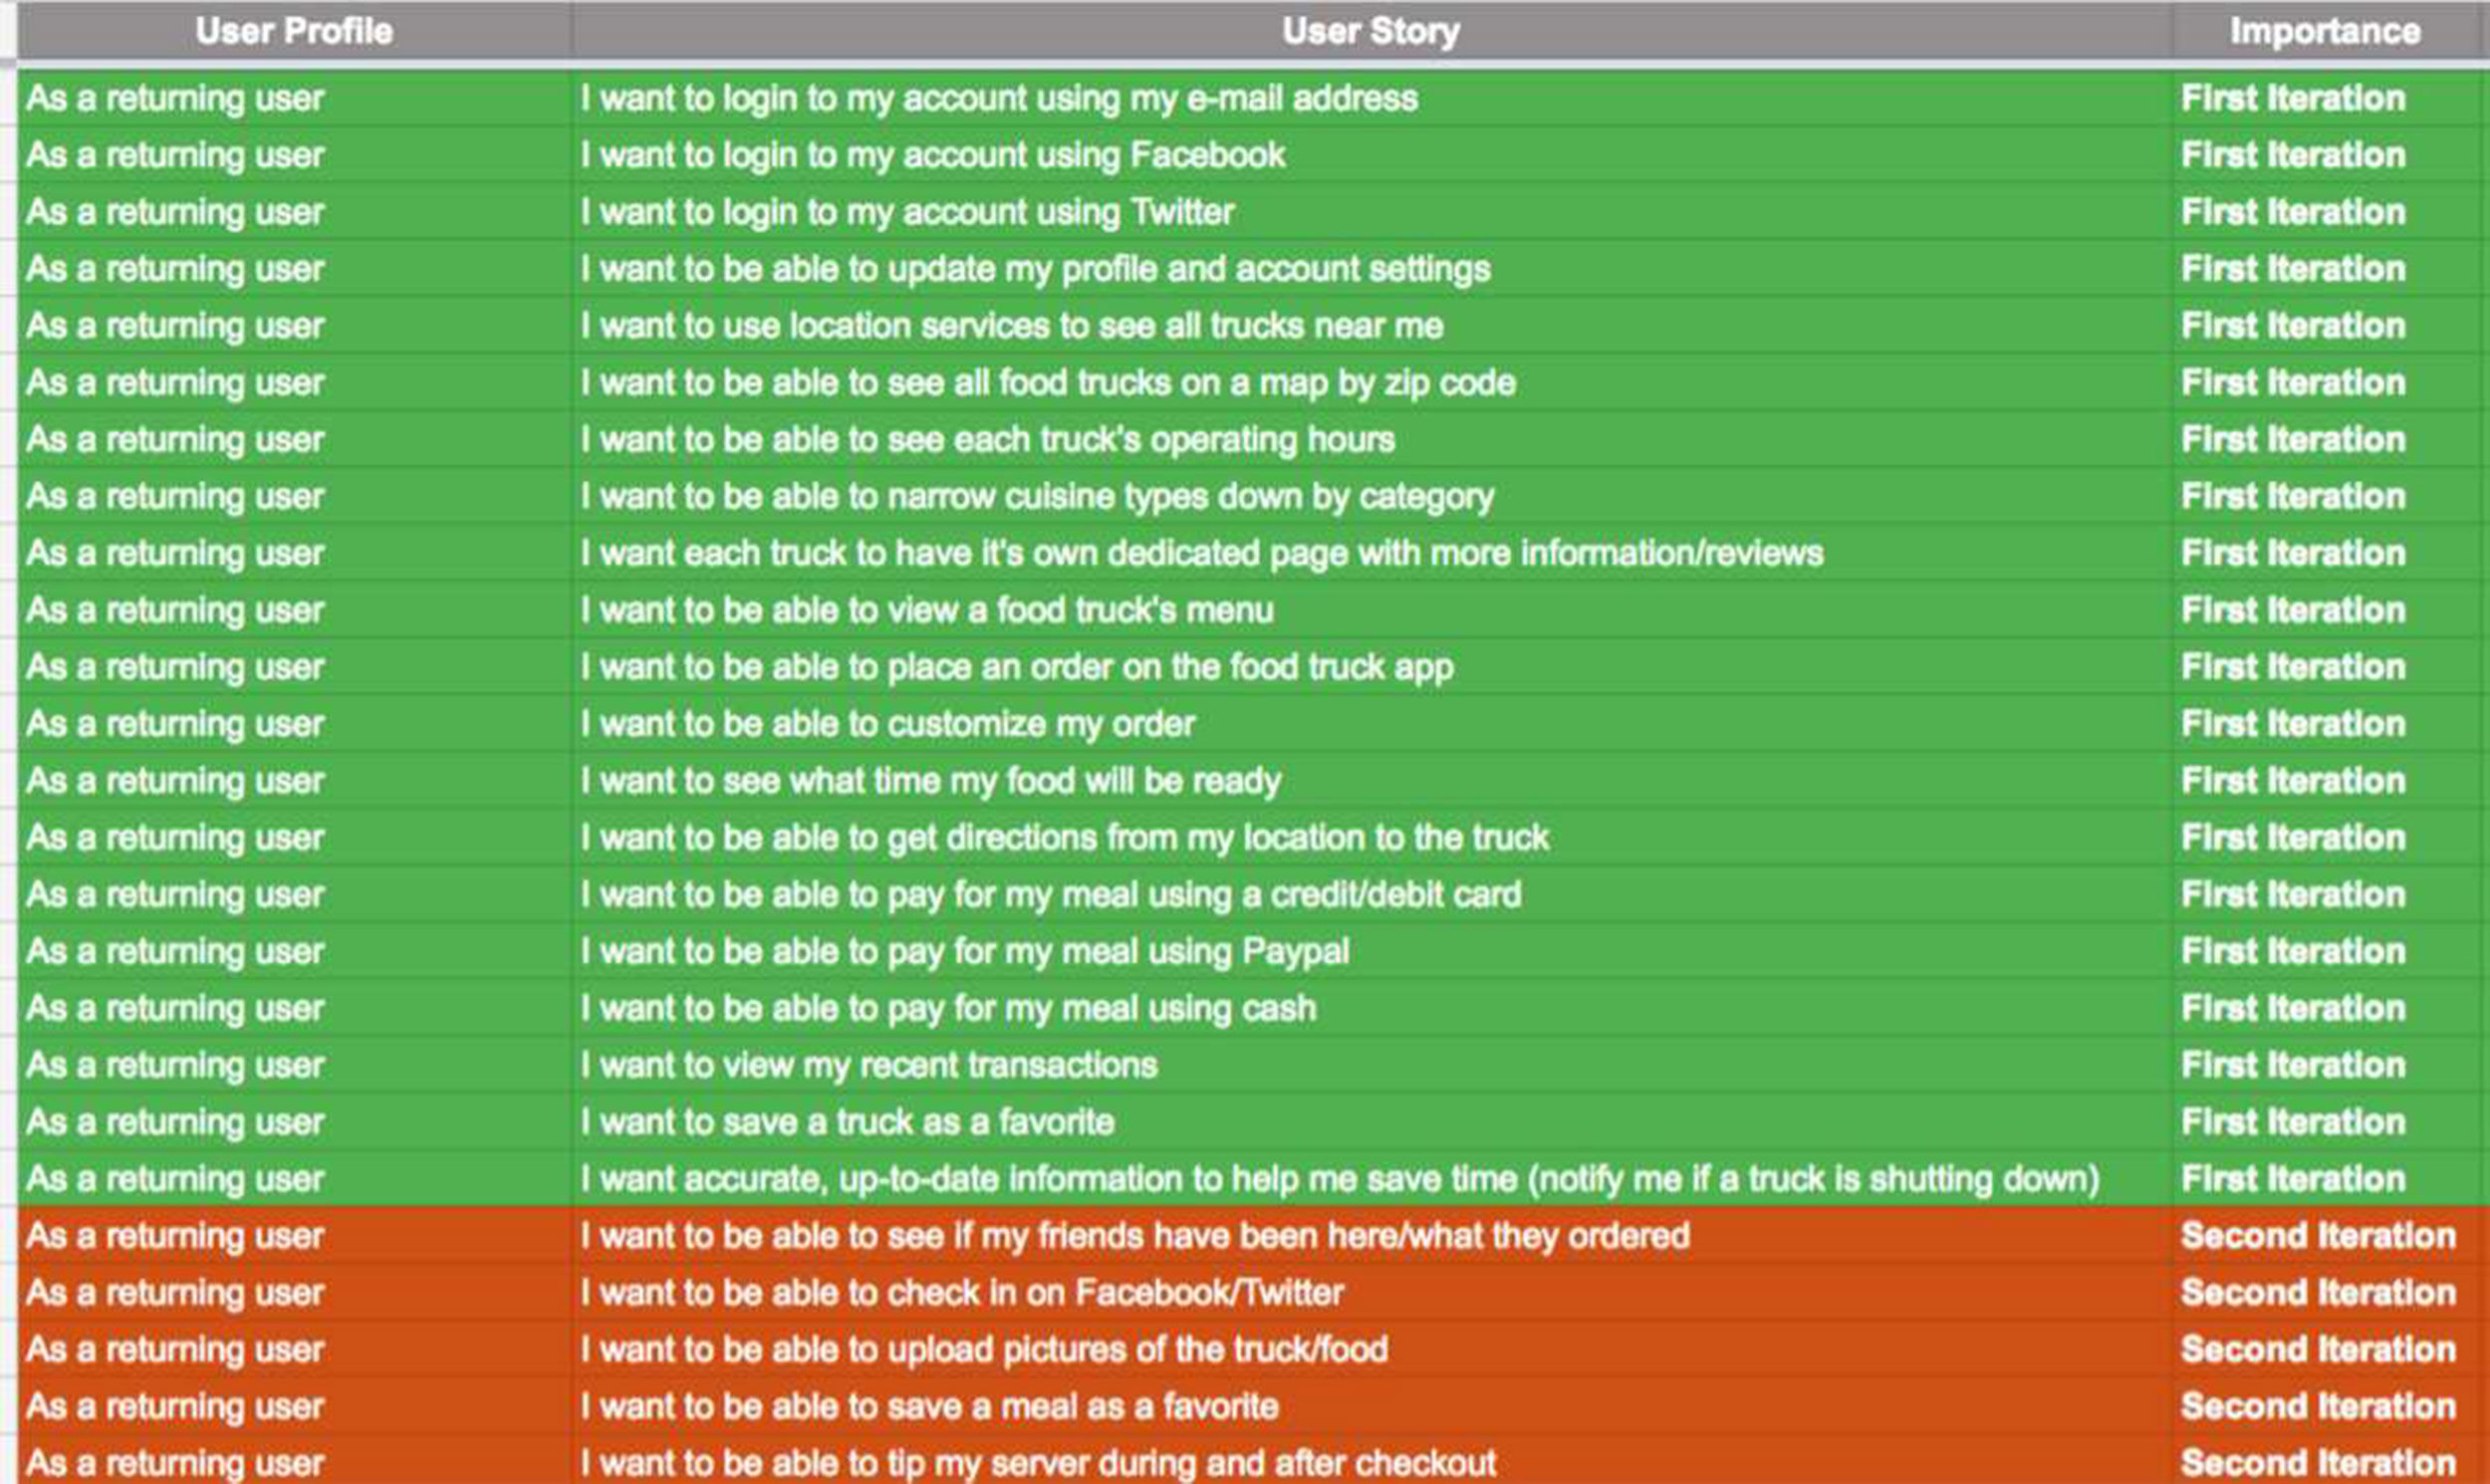 User Profile User Story Importance
As a returning user I want to login to my account using my e-mail address First Iteration
As a returning user I want to login to my account using Facebook First Iteration
As a returning user I want to login to my account using Twitter First Iteration
As a returning user I want to be able to update my profile and account settings First Iteration
As a returning user I want to use location services to see all trucks near me First Iteration
As a returning user I want to be able to see all food trucks on a map by zip code First Iteration
As a returning user I want to be able to see each truck's operating hours First Iteration
As a returning user I want to be able to narrow cuisine types down by category First Iteration
As a returning user I want each truck to have it's own dedicated page with more information/reviews First Iteration
As a returning user I want to be able to view a food truck's menu First Iteration
As a returning user I want to be able to place an order on the food truck app First Iteration
As a returning user I want to be able to customize my order First Iteration
As a returning user I want to see what time my food will be ready First Iteration
As a returning user I want to be able to get directions from my location to the truck First Iteration
As a returning user I want to be able to pay for my meal using a credit/debit card First Iteration
As a returning user I want to be able to pay for my meal using Paypal First Iteration
As a returning user I want to be able to pay for my meal using cash First Iteration
As a returning user I want to view my recent transactions First Iteration
As a returning user I want to save a truck as a favorite First Iteration
As a returning user I want accurate, up-to-date information to help me save time (notify me if a truck is shutting down) First Iteration
As a returning user I want to be able to see if my friends have been here/what they ordered Second Iteration
As a returning user I want to be able to check in on Facebook/Twitter Second Iteration
As a returning user I want to be able to upload pictures of the truck/food Second Iteration
As a returning user I want to be able to save a meal as a favorite Second Iteration
As a returning user I want to be able to tip my server during and after checkout Second Iteration